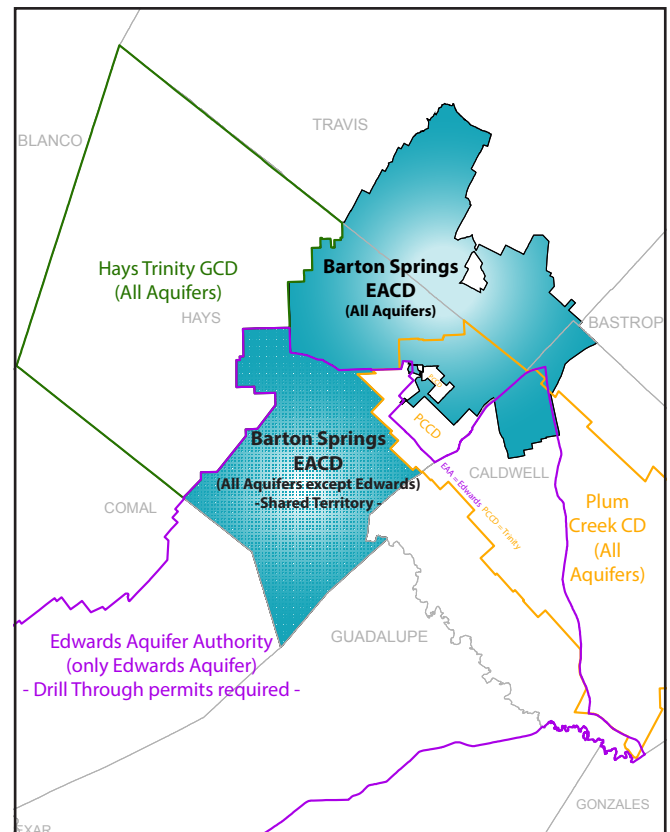 TRAVIS
BLANCO
Hays Trinity GCD
(All Aquifers)
HAYS
Barton Springs
EACD
(All Aquifers)
BASTROP
PCCD
Barton Springs
EACD
(All Aquifers except Edwards)
-Shared Territory -
CALDWELL
EAA = Edwards PCCD = Trinity
COMAL
Plum
Creek CD
(All
Aquifers)
GUADALUPE
Edwards Aquifer Authority
(only Edwards Aquifer)
- Drill Through permits required -
GONZALES
EXAR